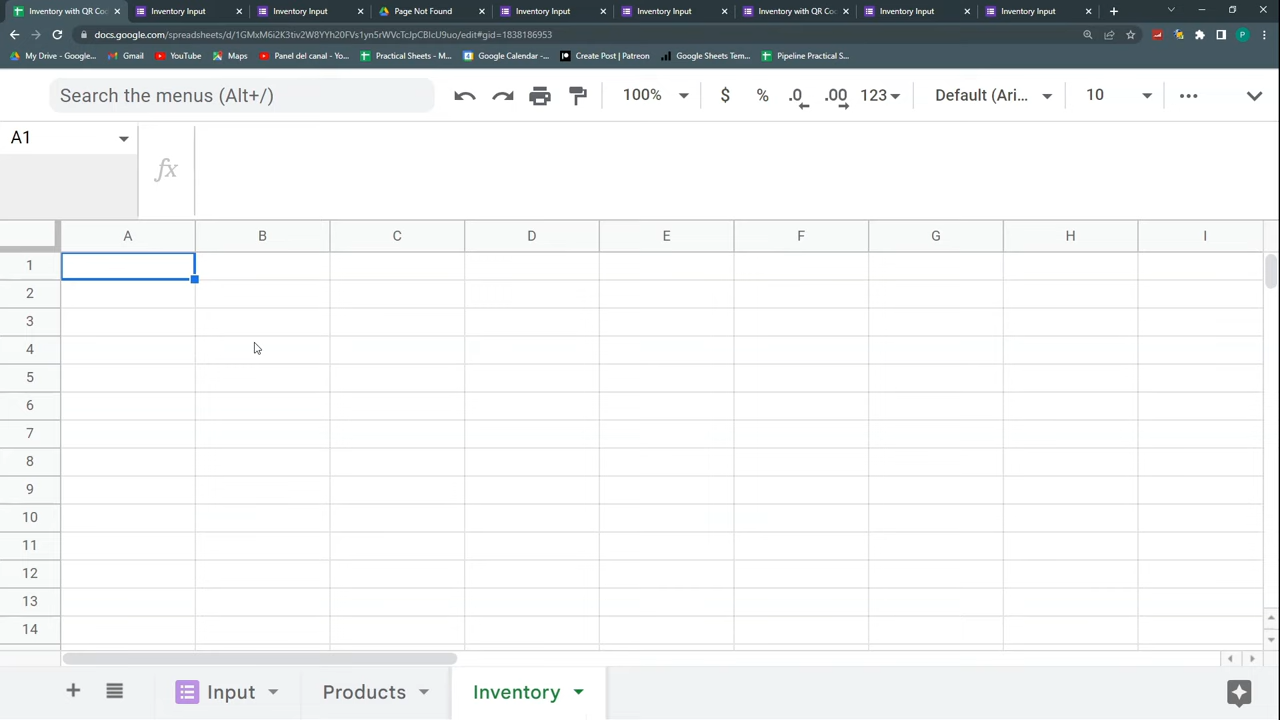 Inventory with QR Co
Inventory Input
Inventory Input
Page Not Found
Inventory Input
Inventory Input
Inventory with QR Co
Inventory Input
Inventory Input
docs.google.com/spreadsheets/d/1GMxM6i2K3tiv2W8YYh20FVs1yn5rWVcTcJpCBIcU9uo/edit#gid=1838186953
My Drive - Google...
Gmail
YouTube
Maps
Panel del canal - Yo...
Practical Sheets - M...
Google Calendar -...
Create Post | Patreon
Google Sheets Tem...
Pipeline Practical S...
Search the menus (Alt+/)
100%
$
%
.0
.00
123
Default (Ari...
10
A1
fx
A B C D E F G H I
1
2
3
4
5
6
7
8
9
10
11
12
13
14
Input
Products
Inventory